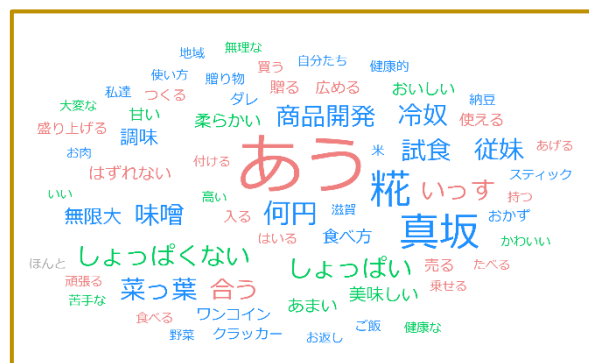 地域 無理な 自分たち
使い方 贈り物 買う 健康的
私達 つくる ダレ 贈る 広める おいしい 納豆
大変な 甘い 柔らかい 商品開発 冷奴 使える
盛り上げる 調味 あう 米 試食 従妹 あげる
お肉 はずれない 付ける 糀 いっす スティック
いい 高い 持つ
無限大 味噌 入る 何円 滋賀 真坂 おかず
しょっぱくない はいる 食べ方 かわいい
ほんと しょっぱい 売る たべる
頑張る 菜っ葉 合う 美味しい 乗せる
苦手な あまい
食べる ワンコイン ご飯 健康な
野菜 クラッカー お返し